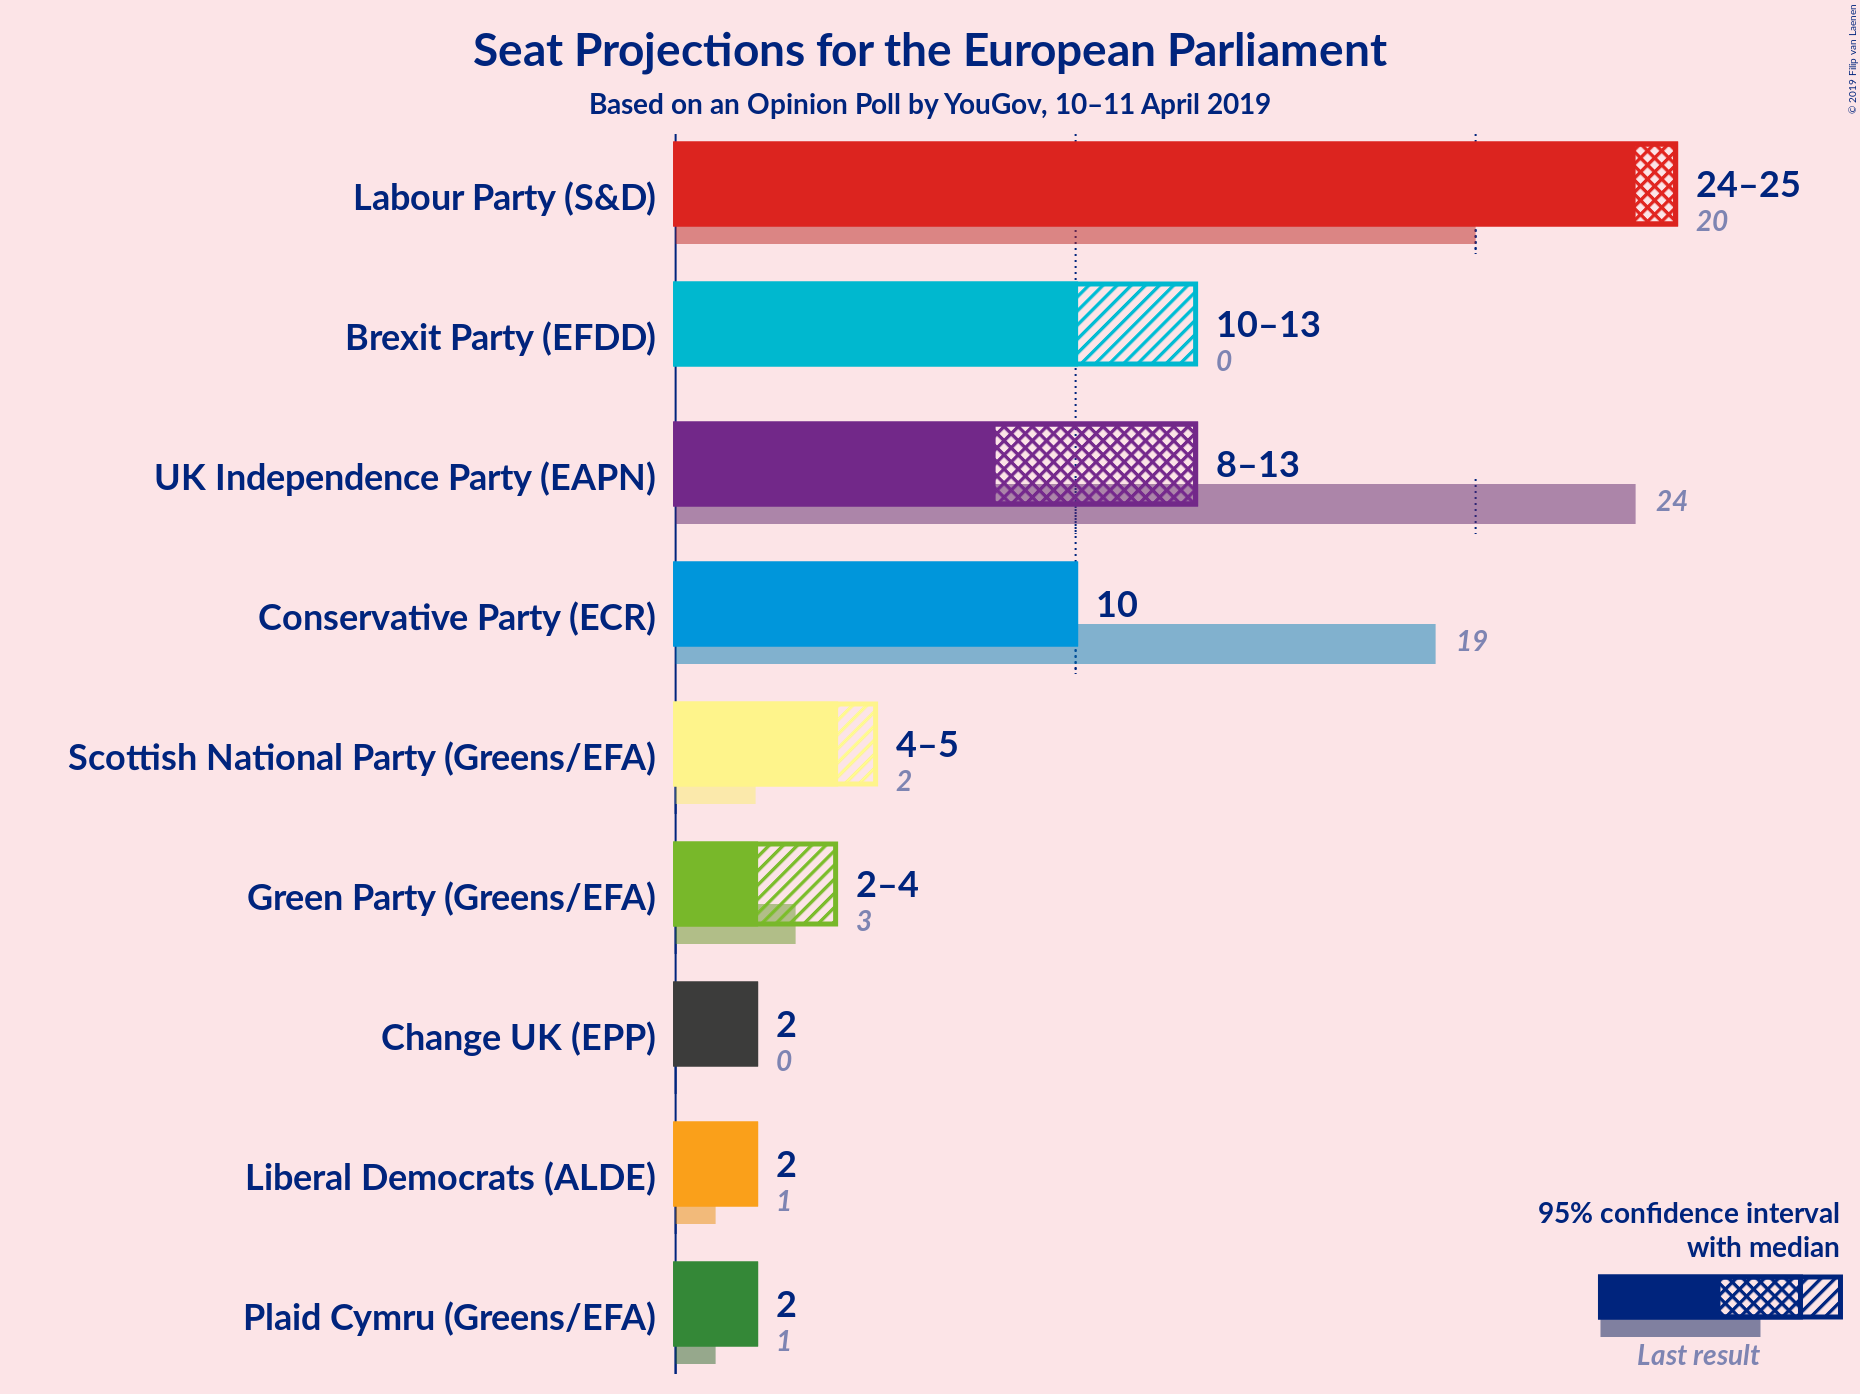 Seat Projections for the European Parliament
Based on an Opinion Poll by YouGov, 10–11 April 2019
© 2019 Filip van Laenen
Labour Party (S&D)
24–25
20
Brexit Party (EFDD)
10–13
0
UK Independence Party (EAPN)
8–13
24
Conservative Party (ECR)
10
19
Scottish National Party (Greens/EFA)
4–5
2
Green Party (Greens/EFA)
2–4
3
Change UK (EPP)
2
0
Liberal Democrats (ALDE)
2
1
Plaid Cymru (Greens/EFA)
2
1
95% confidence interval
with median
Last result